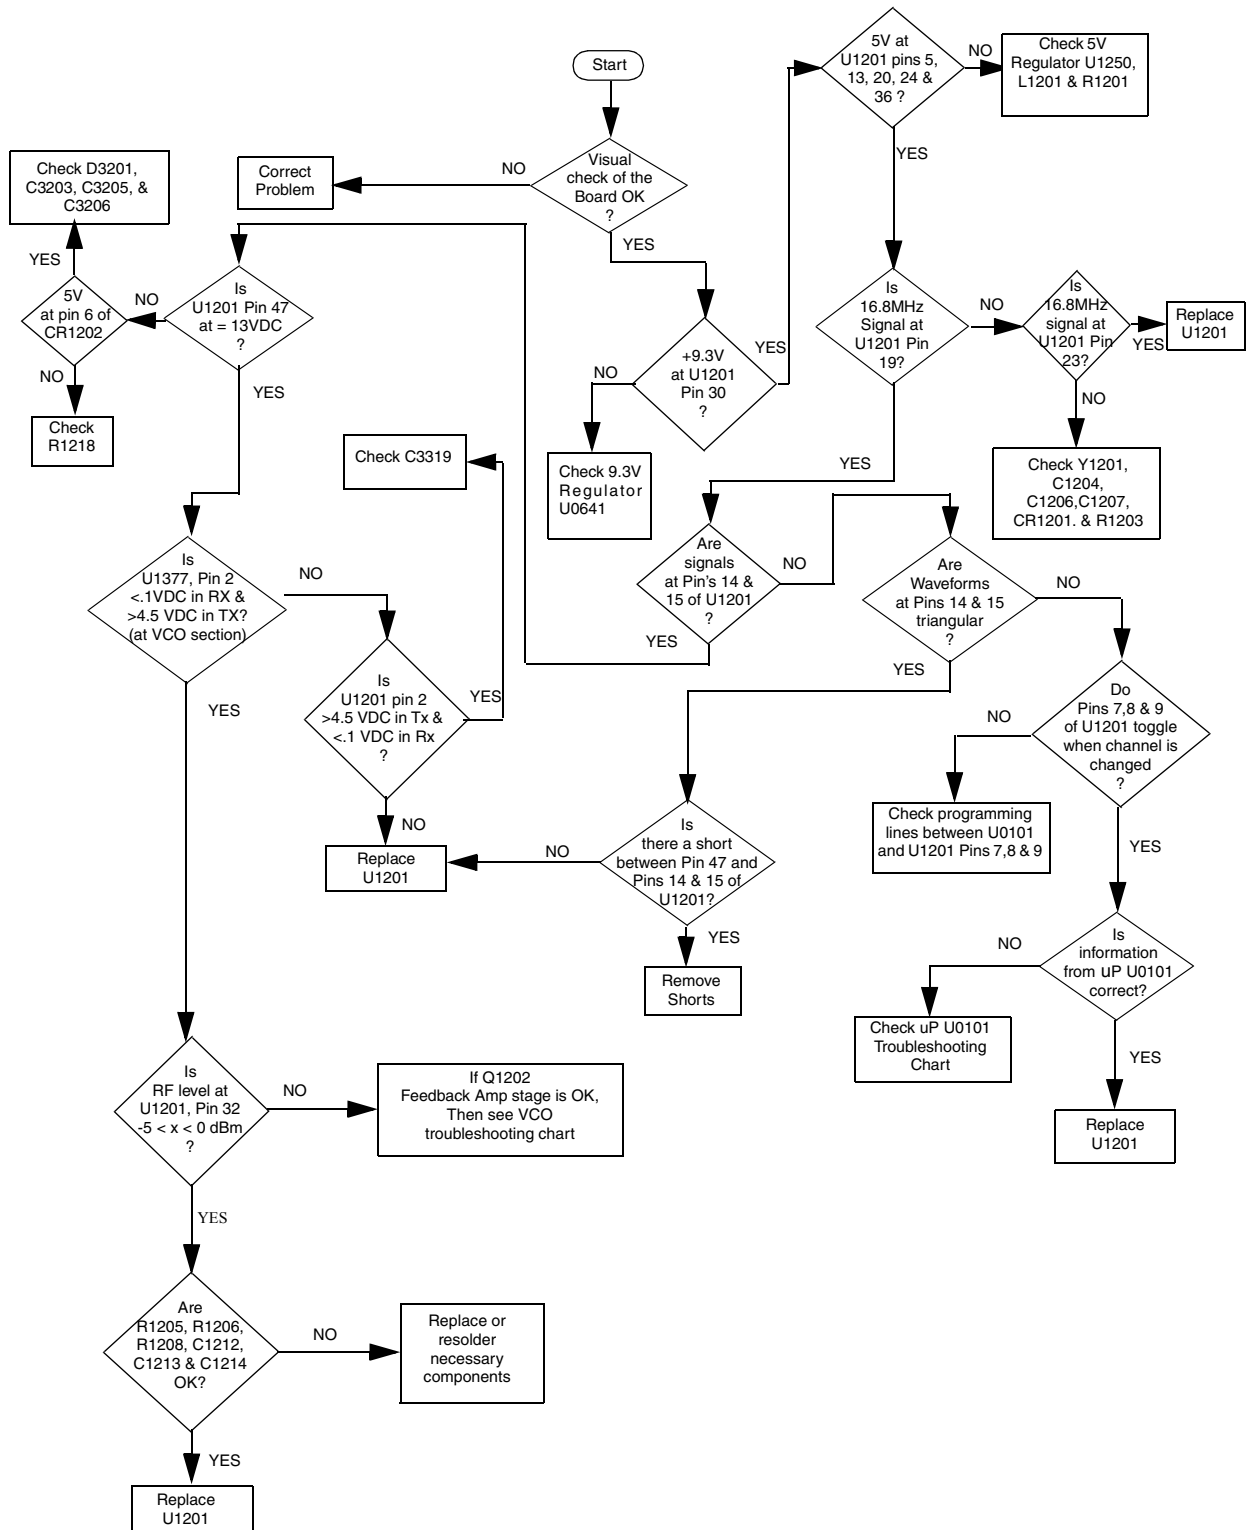 Start
Visual
check of the
Board OK
?
NO
Correct
Problem
YES
+9.3V
at U1201
Pin 30
?
NO
Check 9.3V
Regulator
U0641
YES
5V at
U1201 pins 5,
13, 20, 24 &
36 ?
NO
Check 5V
Regulator U1250,
L1201 & R1201
YES
Is
16.8MHz
Signal at
U1201 Pin
19?
NO
Is
16.8MHz
signal at
U1201 Pin
23?
YES
Replace
U1201
NO
Check Y1201,
C1204,
C1206,C1207,
CR1201. & R1203
YES
Are
signals
at Pin's 14 &
15 of U1201
?
NO
YES
Are
Waveforms
at Pins 14 & 15
triangular
?
NO
YES
Do
Pins 7,8 & 9
of U1201 toggle
when channel is
changed
?
NO
Check programming
lines between U0101
and U1201 Pins 7,8 & 9
YES
Is
information
from uP U0101
correct?
NO
Check uP U0101
Troubleshooting
Chart
YES
Replace
U1201
Is
there a short
between Pin 47 and
Pins 14 & 15 of
U1201?
NO
YES
Remove
Shorts
Is
U1201 Pin 47
at = 13VDC
?
NO
5V
at pin 6 of
CR1202
YES
Check D3201,
C3203, C3205, &
C3206
NO
Check
R1218
YES
Is
U1377, Pin 2
<.1VDC in RX &
>4.5 VDC in TX?
(at VCO section)
NO
Is
U1201 pin 2
>4.5 VDC in Tx &
<.1 VDC in Rx
?
YES
Check C3319
NO
Replace
U1201
YES
Is
RF level at
U1201, Pin 32
-5 < x < 0 dBm
?
NO
If Q1202
Feedback Amp stage is OK,
Then see VCO
troubleshooting chart
YES
Are
R1205, R1206,
R1208, C1212,
C1213 & C1214
OK?
NO
Replace or
resolder
necessary
components
YES
Replace
U1201